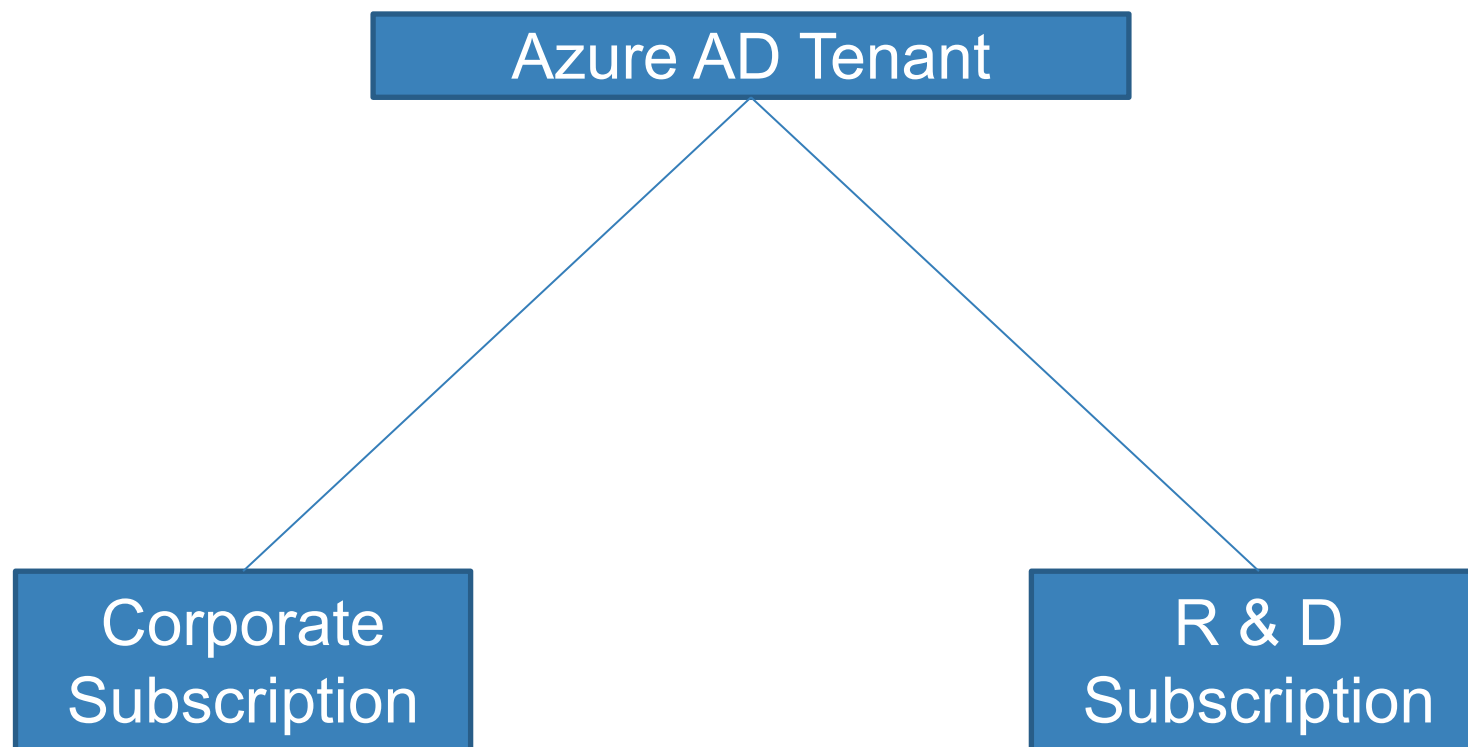 Azure AD Tenant
Corporate
Subscription
R & D
Subscription